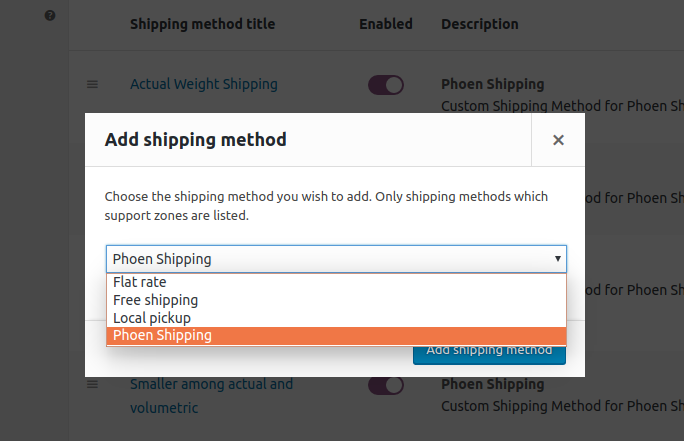 Shipping method title Enabled Description
Actual Weight Shipping Phoen Shipping
Custom Shipping Method for Phoen Sh
Add shipping method
Choose the shipping method you wish to add. Only shipping methods which
support zones are listed.
od for Phoen Sh
Phoen Shipping
Flat rate
od for Phoen Sh
Free shipping
Local pickup
Phoen Shipping
Add shipping method
Smaller among actual and Phoen Shipping
volumetric Custom Shipping Method for Phoen Sh